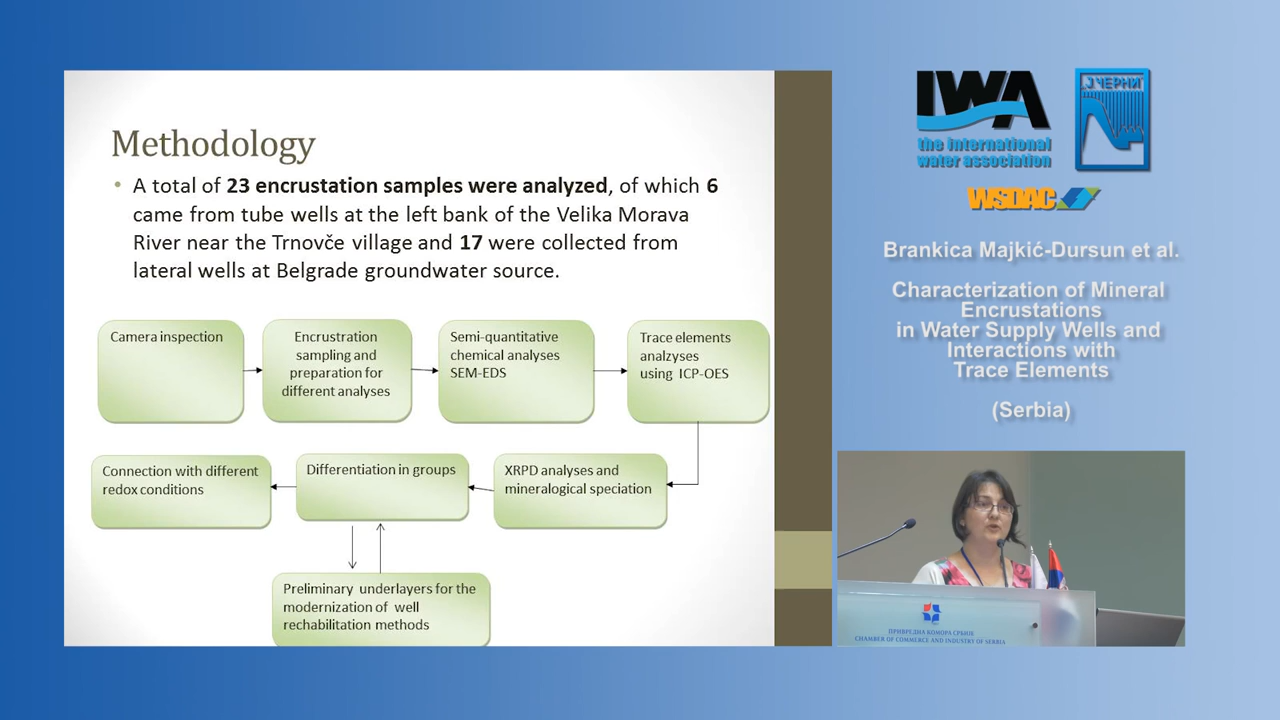 Methodology
• A total of 23 encrustation samples were analyzed, of which 6
came from tube wells at the left bank of the Velika Morava
River near the Trnovče village and 17 were collected from
lateral wells at Belgrade groundwater source.
Camera inspection
Encrustration
sampling and
preparation for
different analyses
Semi-quantitative
chemical analyses
SEM-EDS
Trace elements
analzyses
using ICP-OES
Connection with different
redox conditions
Differentiation in groups
XRPD analyses and
mineralogical speciation
Preliminary underlayers for the
modernization of well
rechabilitation methods
IWA
the international
water association
J. ЧЕРНИ
WSDAC
Brankica Majkić-Dursun et al.
Characterization of Mineral
Encrustations
in Water Supply Wells and
Interactions with
Trace Elements
(Serbia)
ПРИВРЕДНА КОМОРА СРБИЈЕ
CHAMBER OF COMMERCE AND INDUSTRY OF SERBIA